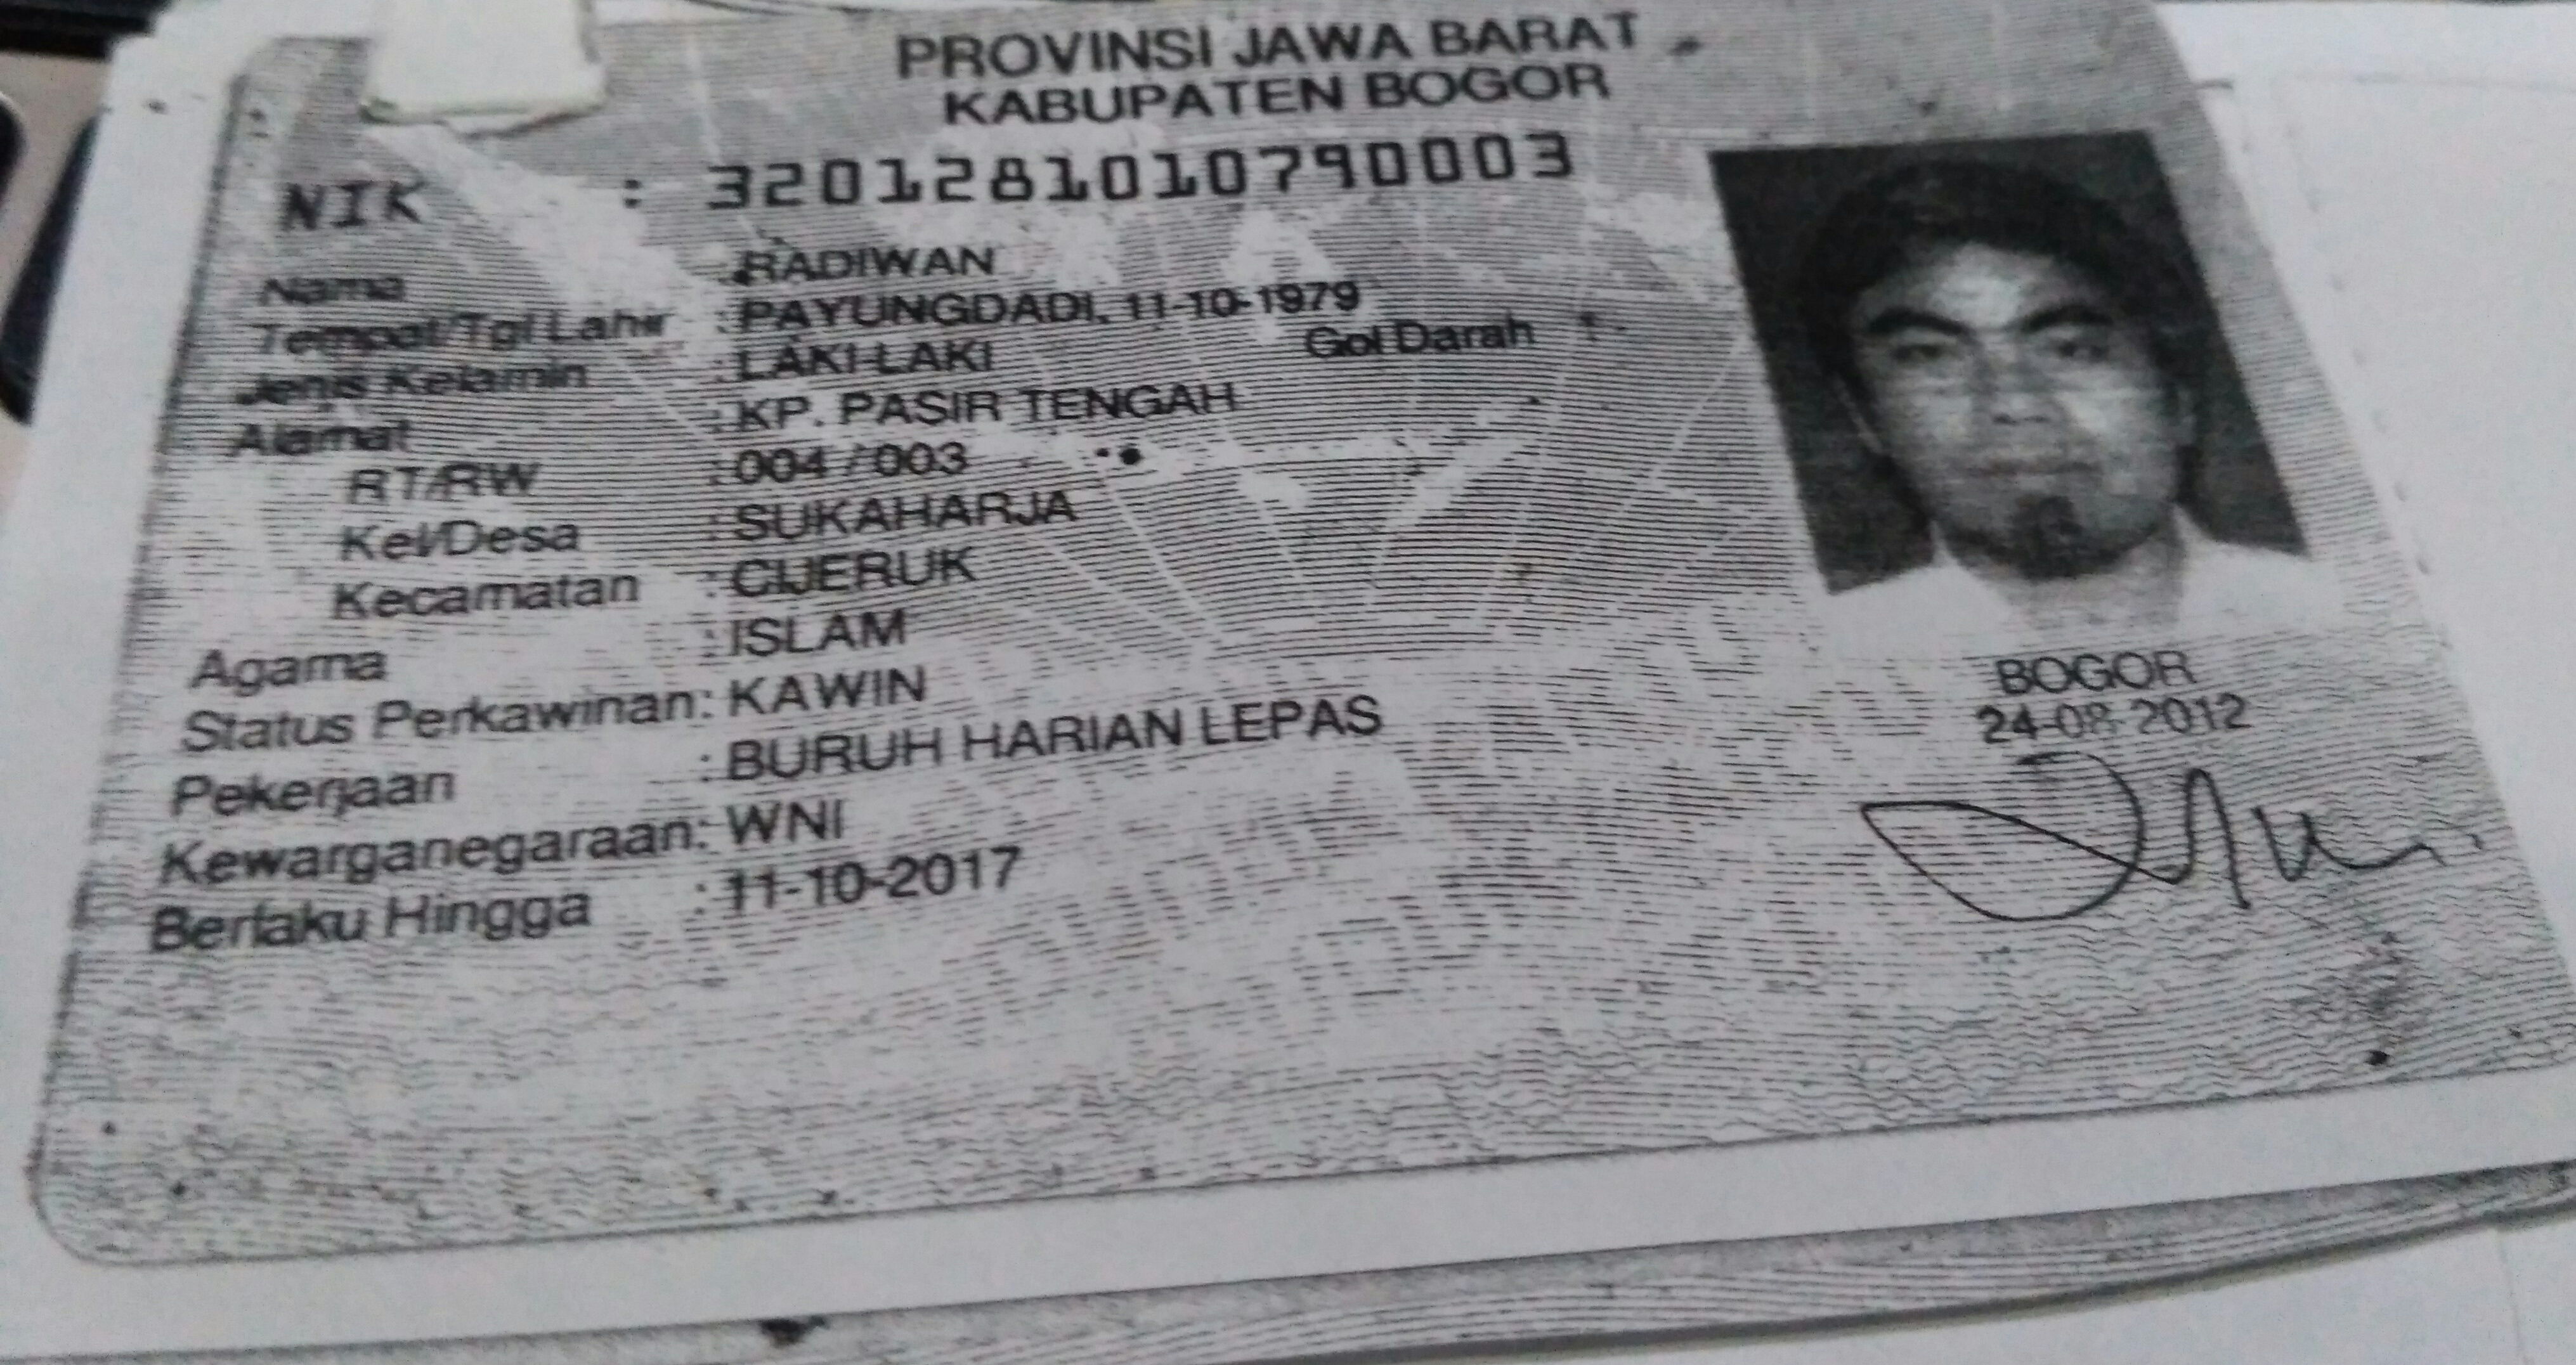 PROVINSI JAWA BARAT
KABUPATEN BOGOR
NIK : 3201281010790003
Nama : RADIWAN
Tempat/Tgl Lahir : PAYUNGDADI, 11-10-1979
Jenis Kelamin : LAKI-LAKI Gol Darah : -
Alamat : KP. PASIR TENGAH
RT/RW : 004 / 003
Kel/Desa : SUKAHARJA
Kecamatan : CIJERUK
Agama : ISLAM
Status Perkawinan: KAWIN
Pekerjaan : BURUH HARIAN LEPAS
Kewarganegaraan: WNI
Berlaku Hingga : 11-10-2017
BOGOR
24-08-2012